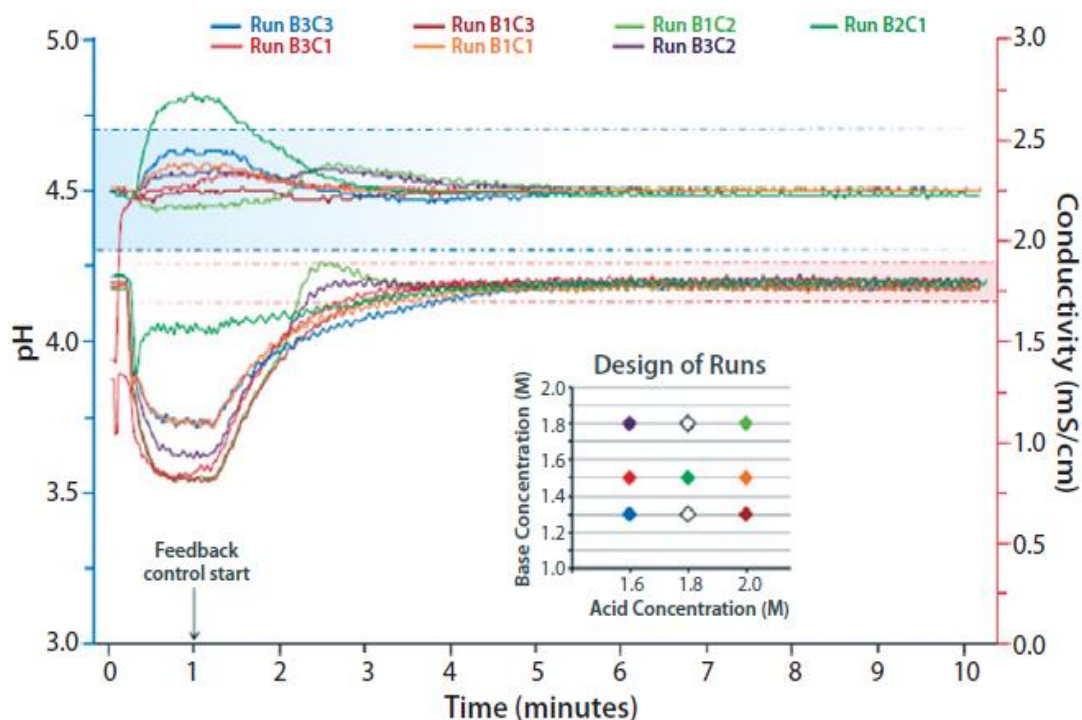 Run B3C3 Run B1C3 Run B1C2 Run B2C1
Run B3C1 Run B1C1 Run B3C2
5.0
4.5
4.0
3.5
3.0
pH
3.0
2.5
2.0
1.5
1.0
0.5
0.0
Conductivity (mS/cm)
Feedback
control start
Design of Runs
Base Concentration (M)
2.0
1.8
1.6
1.4
1.2
1.0
1.6 1.8 2.0
Acid Concentration (M)
0 1 2 3 4 5 6 7 8 9 10
Time (minutes)